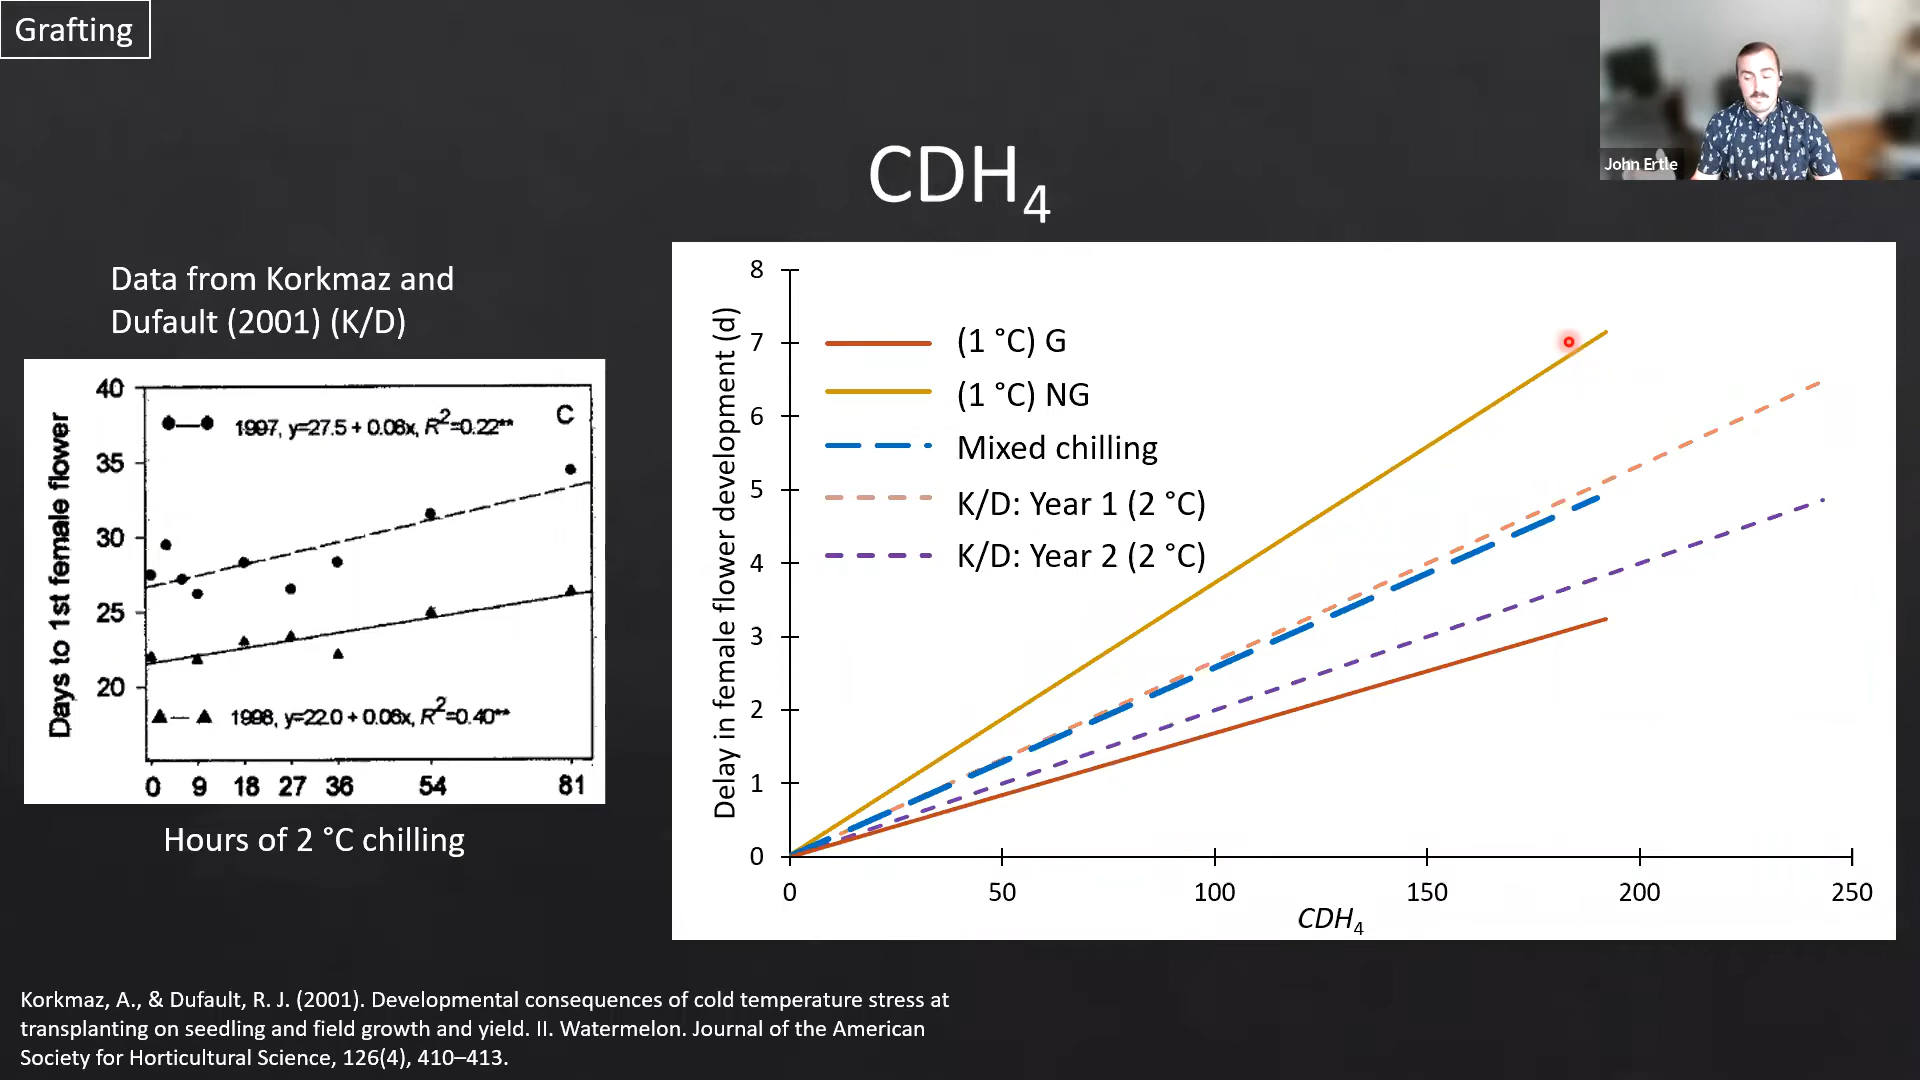 Grafting
John Ertle
CDH₄
Data from Korkmaz and
Dufault (2001) (K/D)
Days to 1st female flower
40
35
30
25
20
C
1997, y=27.5 + 0.08x, R²=0.22**
1998, y=22.0 + 0.06x, R²=0.40**
0 9 18 27 36 54 81
Hours of 2 °C chilling
Delay in female flower development (d)
8
7
6
5
4
3
2
1
0
(1 °C) G
(1 °C) NG
Mixed chilling
K/D: Year 1 (2 °C)
K/D: Year 2 (2 °C)
0 50 100 150 200 250
CDH₄
Korkmaz, A., & Dufault, R. J. (2001). Developmental consequences of cold temperature stress at
transplanting on seedling and field growth and yield. II. Watermelon. Journal of the American
Society for Horticultural Science, 126(4), 410–413.